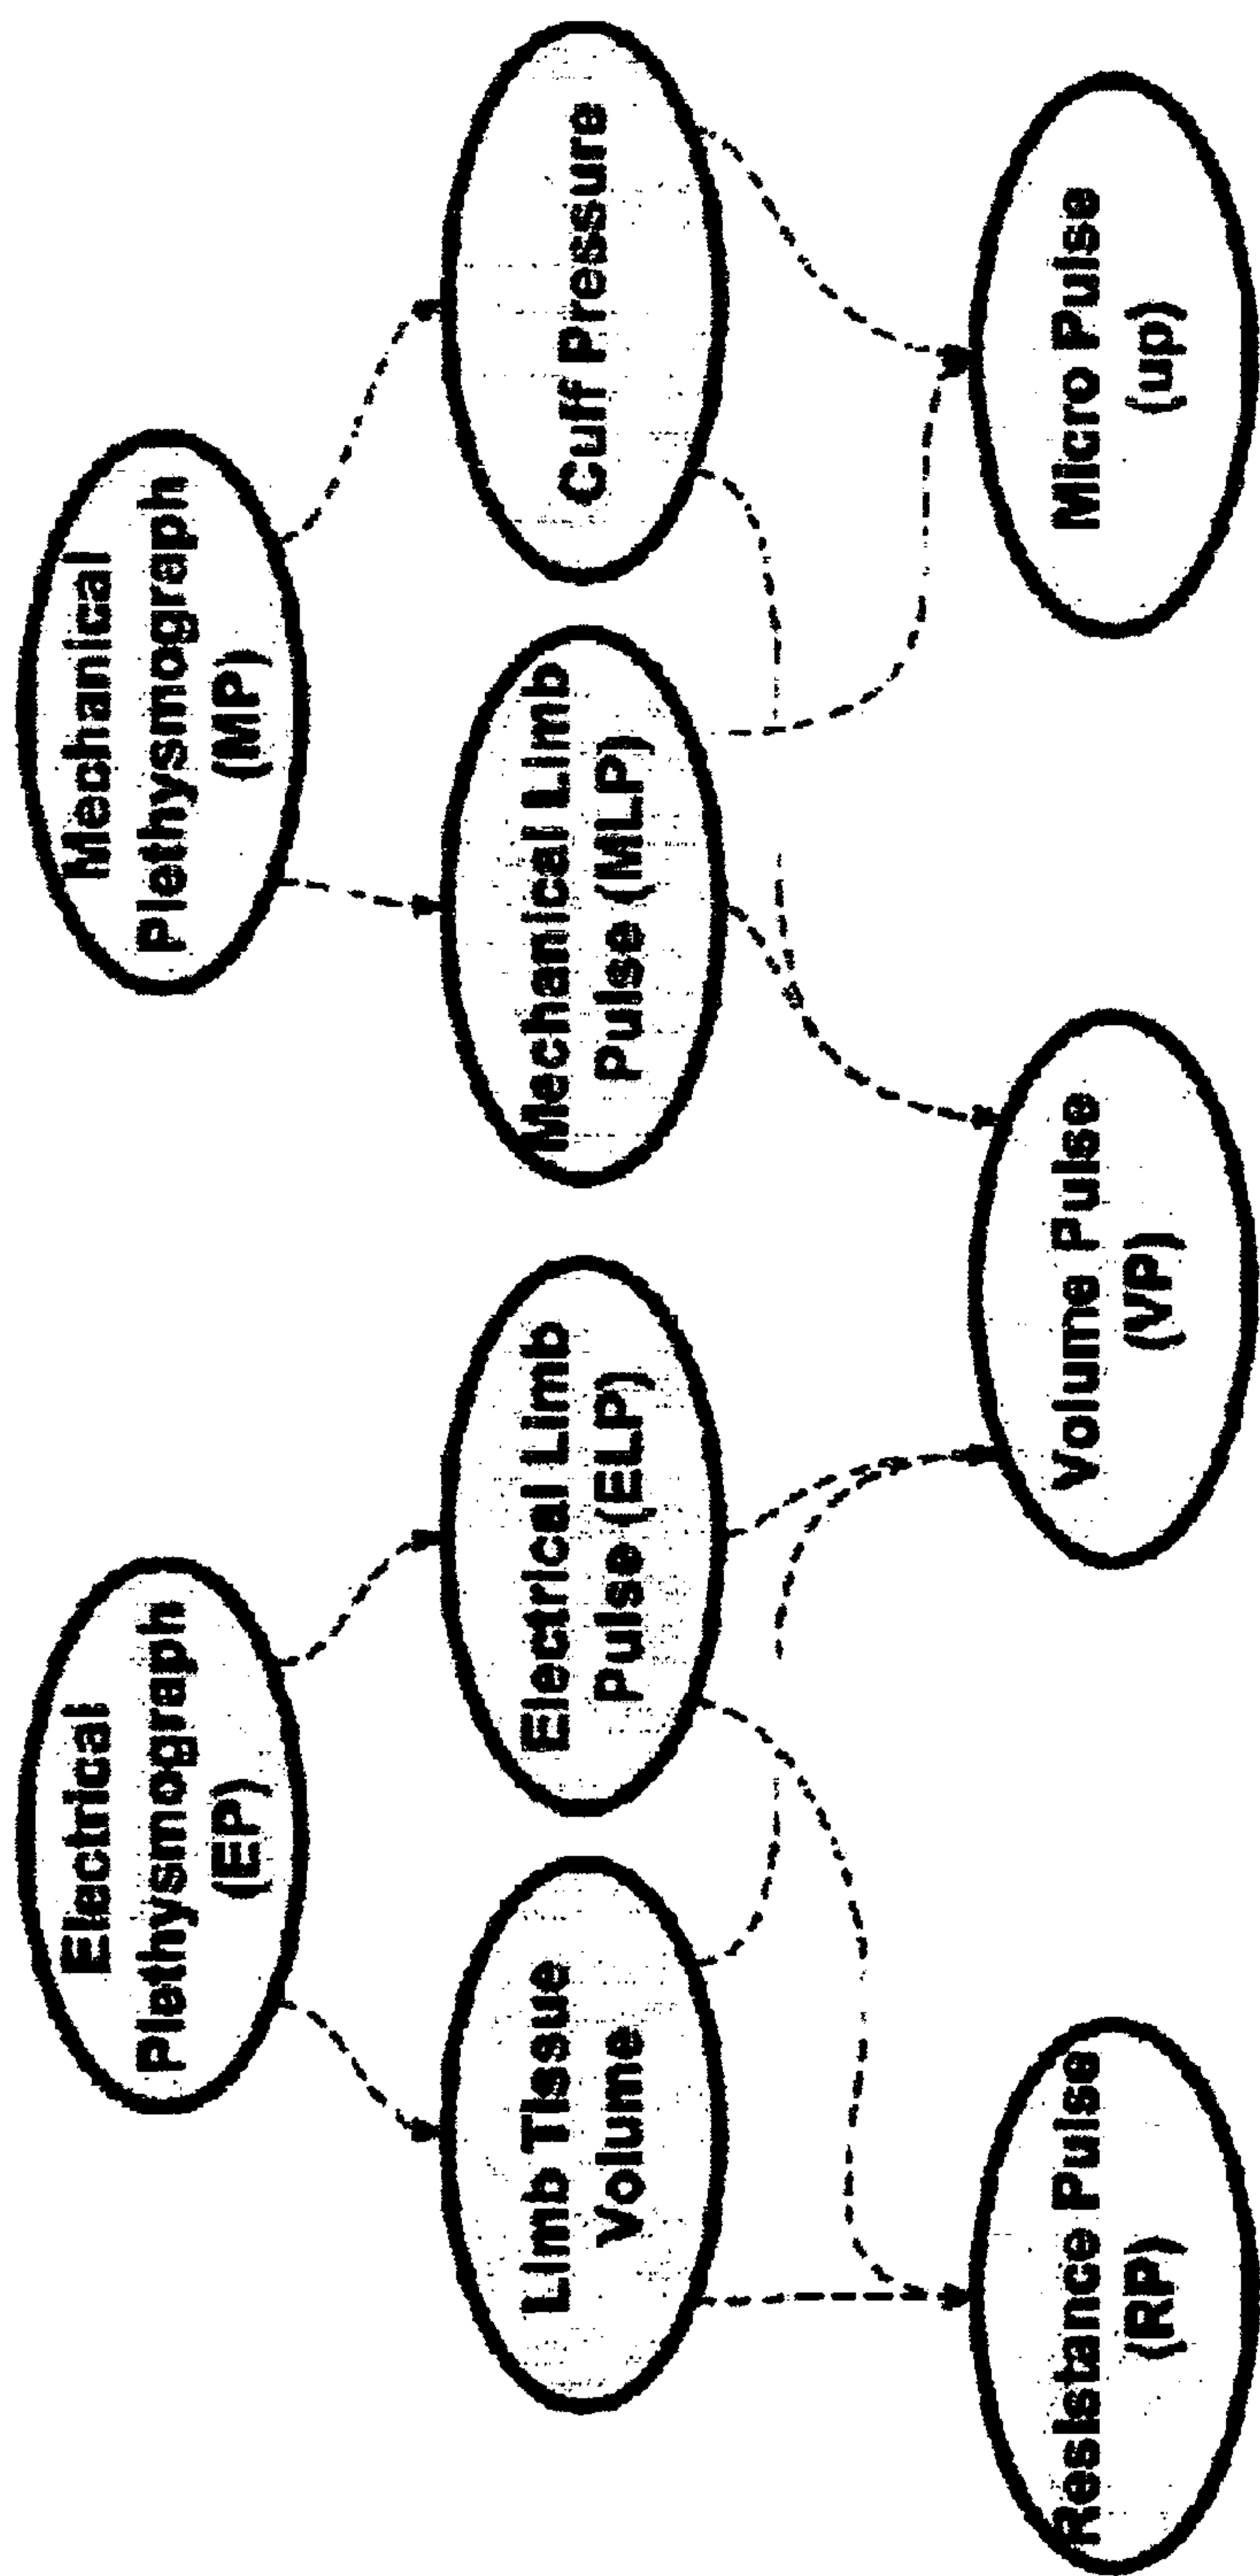 Electrical
Plethysmograph
(EP)
Mechanical
Plethysmograph
(MP)
Limb Tissue
Volume
Electrical Limb
Pulse (ELP)
Mechanical Limb
Pulse (MLP)
Cuff Pressure
Resistance Pulse
(RP)
Volume Pulse
(VP)
Micro Pulse
(up)